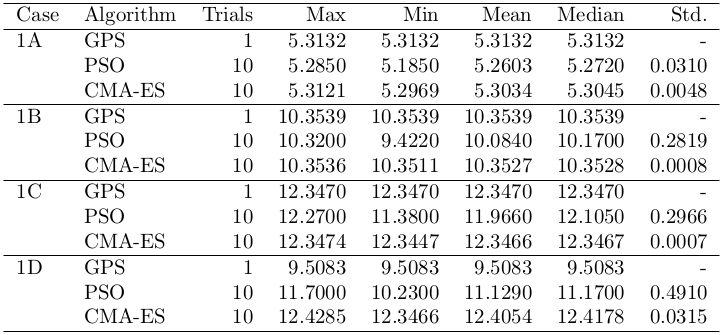 Case Algorithm Trials Max Min Mean Median Std.
1A GPS 1 5.3132 5.3132 5.3132 5.3132 -
PSO 10 5.2850 5.1850 5.2603 5.2720 0.0310
CMA-ES 10 5.3121 5.2969 5.3034 5.3045 0.0048
1B GPS 1 10.3539 10.3539 10.3539 10.3539 -
PSO 10 10.3200 9.4220 10.0840 10.1700 0.2819
CMA-ES 10 10.3536 10.3511 10.3527 10.3528 0.0008
1C GPS 1 12.3470 12.3470 12.3470 12.3470 -
PSO 10 12.2700 11.3800 11.9660 12.1050 0.2966
CMA-ES 10 12.3474 12.3447 12.3466 12.3467 0.0007
1D GPS 1 9.5083 9.5083 9.5083 9.5083 -
PSO 10 11.7000 10.2300 11.1290 11.1700 0.4910
CMA-ES 10 12.4285 12.3466 12.4054 12.4178 0.0315